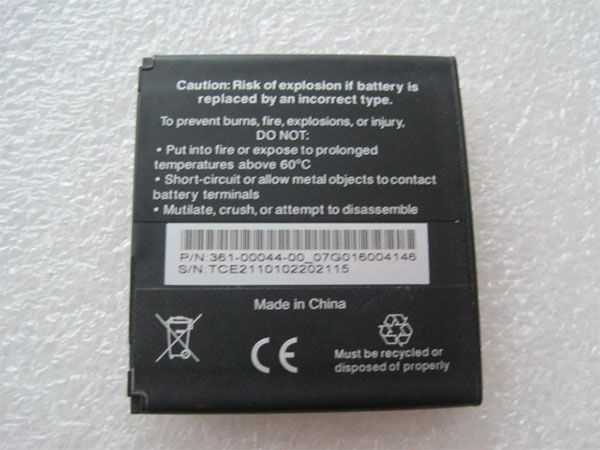 Caution: Risk of explosion if battery is
replaced by an incorrect type.
To prevent burns, fire, explosions, or injury,
DO NOT:
• Put into fire or expose to prolonged
temperatures above 60°C
• Short-circuit or allow metal objects to contact
battery terminals
• Mutilate, crush, or attempt to disassemble
P/N:361-00044-00_07G016004146
S/N:TCE2110102202115
Made in China
CE
Must be recycled or
disposed of properly